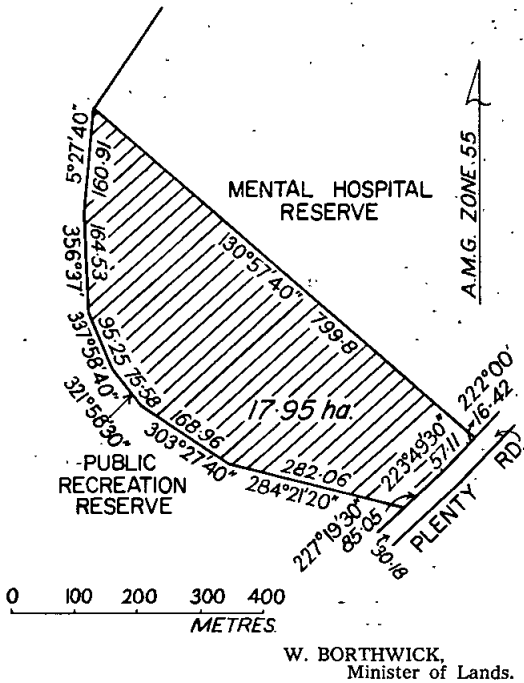 5°27'40"
160·91
MENTAL HOSPITAL
RESERVE
A.M.G. ZONE 55
164·53
356°37'
130°57'40"
799·8
95·25
337°58'40"
75·58
321°56'30"
168·96
303°27'40"
17·95 ha.
282·06
284°21'20"
222°00'
16·42
223°49'30"
57·11
227°19'30"
85·05
30·18
PLENTY RD.
PUBLIC
RECREATION
RESERVE
0 100 200 300 400
METRES
W. BORTHWICK,
Minister of Lands.